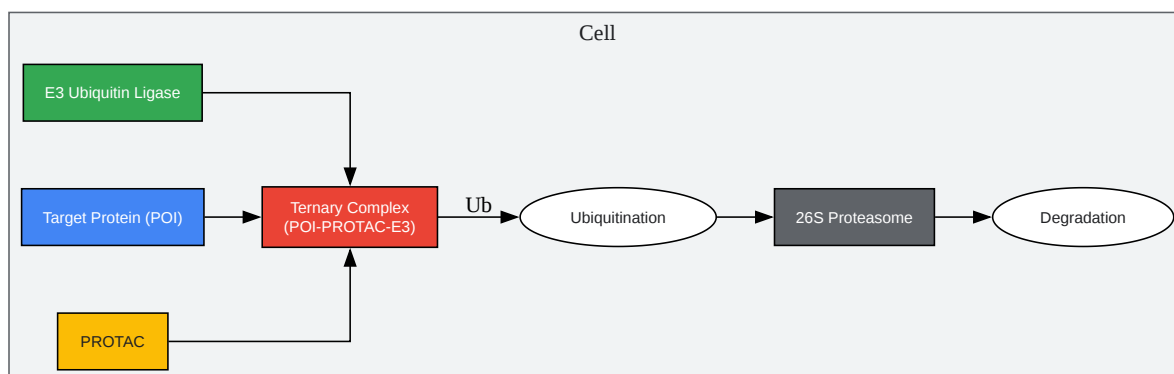 Cell
E3 Ubiquitin Ligase
Target Protein (POI)
Ternary Complex
(POI-PROTAC-E3)
Ub
Ubiquitination
26S Proteasome
Degradation
PROTAC